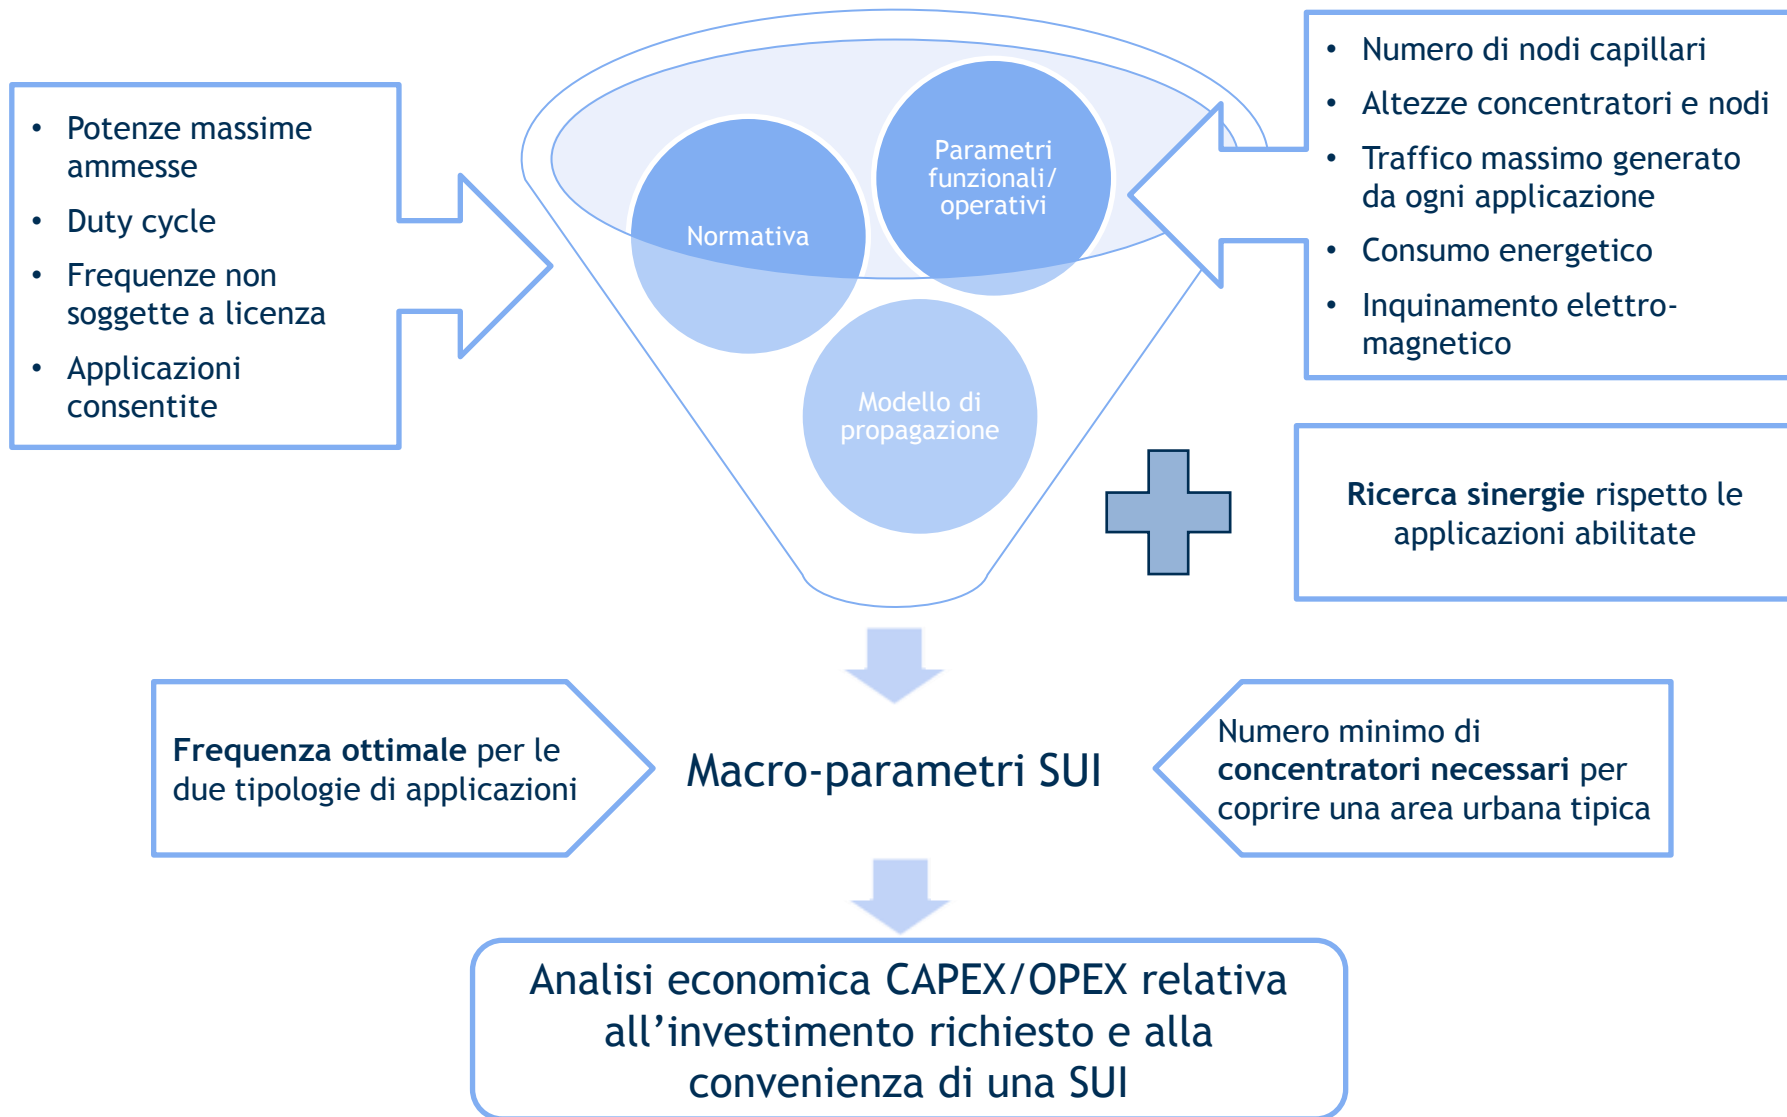 • Potenze massime
ammesse
• Duty cycle
• Frequenze non
soggette a licenza
• Applicazioni
consentite
Normativa
Parametri
funzionali/
operativi
Modello di
propagazione
• Numero di nodi capillari
• Altezze concentratori e nodi
• Traffico massimo generato
da ogni applicazione
• Consumo energetico
• Inquinamento elettro-
magnetico
Ricerca sinergie rispetto le
applicazioni abilitate
Frequenza ottimale per le
due tipologie di applicazioni
Macro-parametri SUI
Numero minimo di
concentratori necessari per
coprire una area urbana tipica
Analisi economica CAPEX/OPEX relativa
all’investimento richiesto e alla
convenienza di una SUI